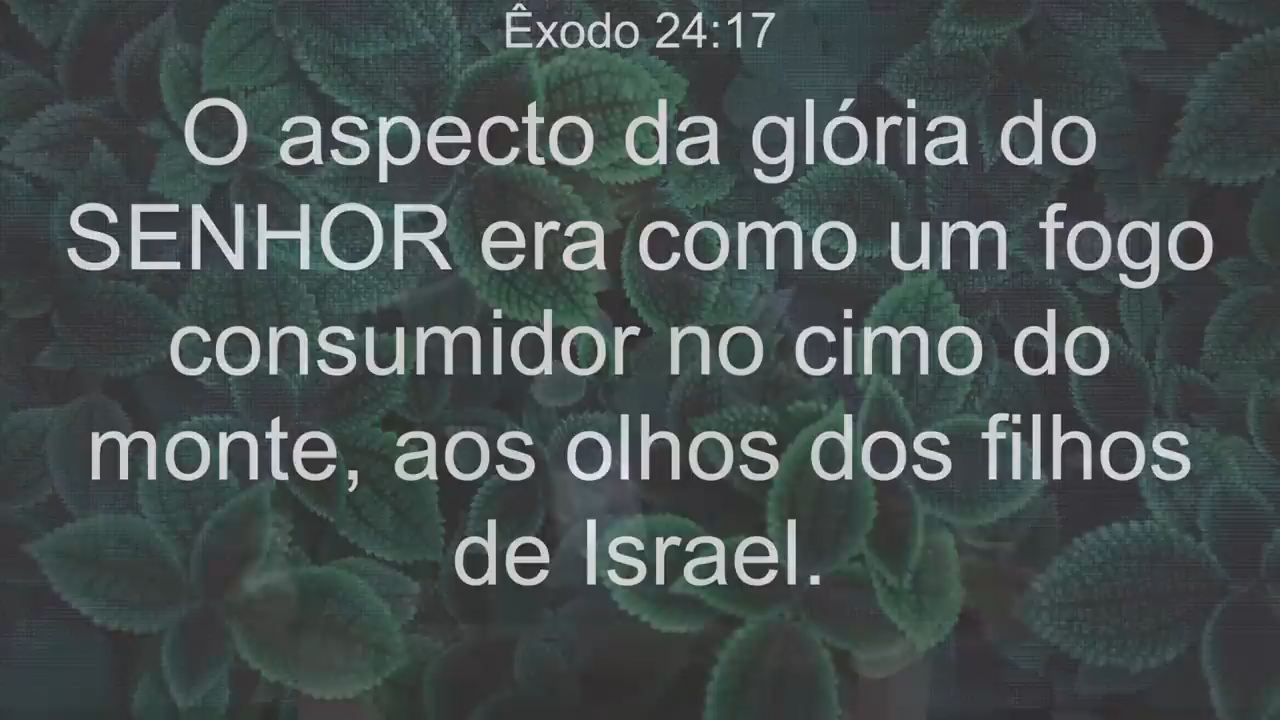 Êxodo 24:17
O aspecto da glória do
SENHOR era como um fogo
consumidor no cimo do
monte, aos olhos dos filhos
de Israel.